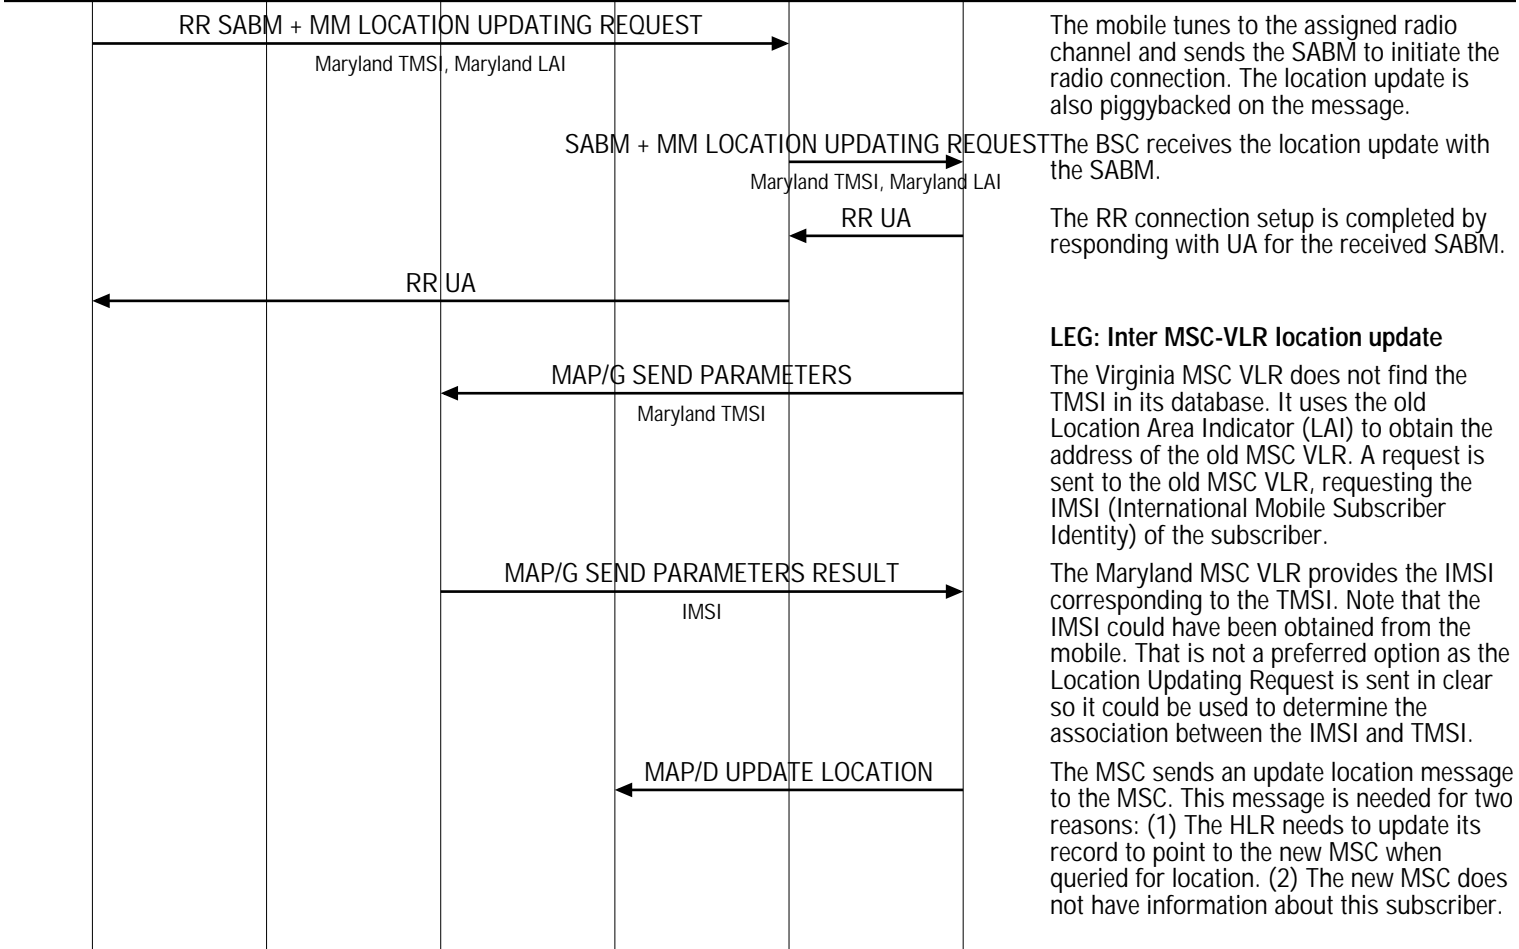 RR SABM + MM LOCATION UPDATING REQUEST
Maryland TMSI, Maryland LAI
The mobile tunes to the assigned radio
channel and sends the SABM to initiate the
radio connection. The location update is
also piggybacked on the message.
SABM + MM LOCATION UPDATING REQUEST
Maryland TMSI, Maryland LAI
The BSC receives the location update with
the SABM.
RR UA
The RR connection setup is completed by
responding with UA for the received SABM.
RR UA
LEG: Inter MSC-VLR location update
MAP/G SEND PARAMETERS
Maryland TMSI
The Virginia MSC VLR does not find the
TMSI in its database. It uses the old
Location Area Indicator (LAI) to obtain the
address of the old MSC VLR. A request is
sent to the old MSC VLR, requesting the
IMSI (International Mobile Subscriber
Identity) of the subscriber.
MAP/G SEND PARAMETERS RESULT
IMSI
The Maryland MSC VLR provides the IMSI
corresponding to the TMSI. Note that the
IMSI could have been obtained from the
mobile. That is not a preferred option as the
Location Updating Request is sent in clear
so it could be used to determine the
association between the IMSI and TMSI.
MAP/D UPDATE LOCATION
The MSC sends an update location message
to the MSC. This message is needed for two
reasons: (1) The HLR needs to update its
record to point to the new MSC when
queried for location. (2) The new MSC does
not have information about this subscriber.